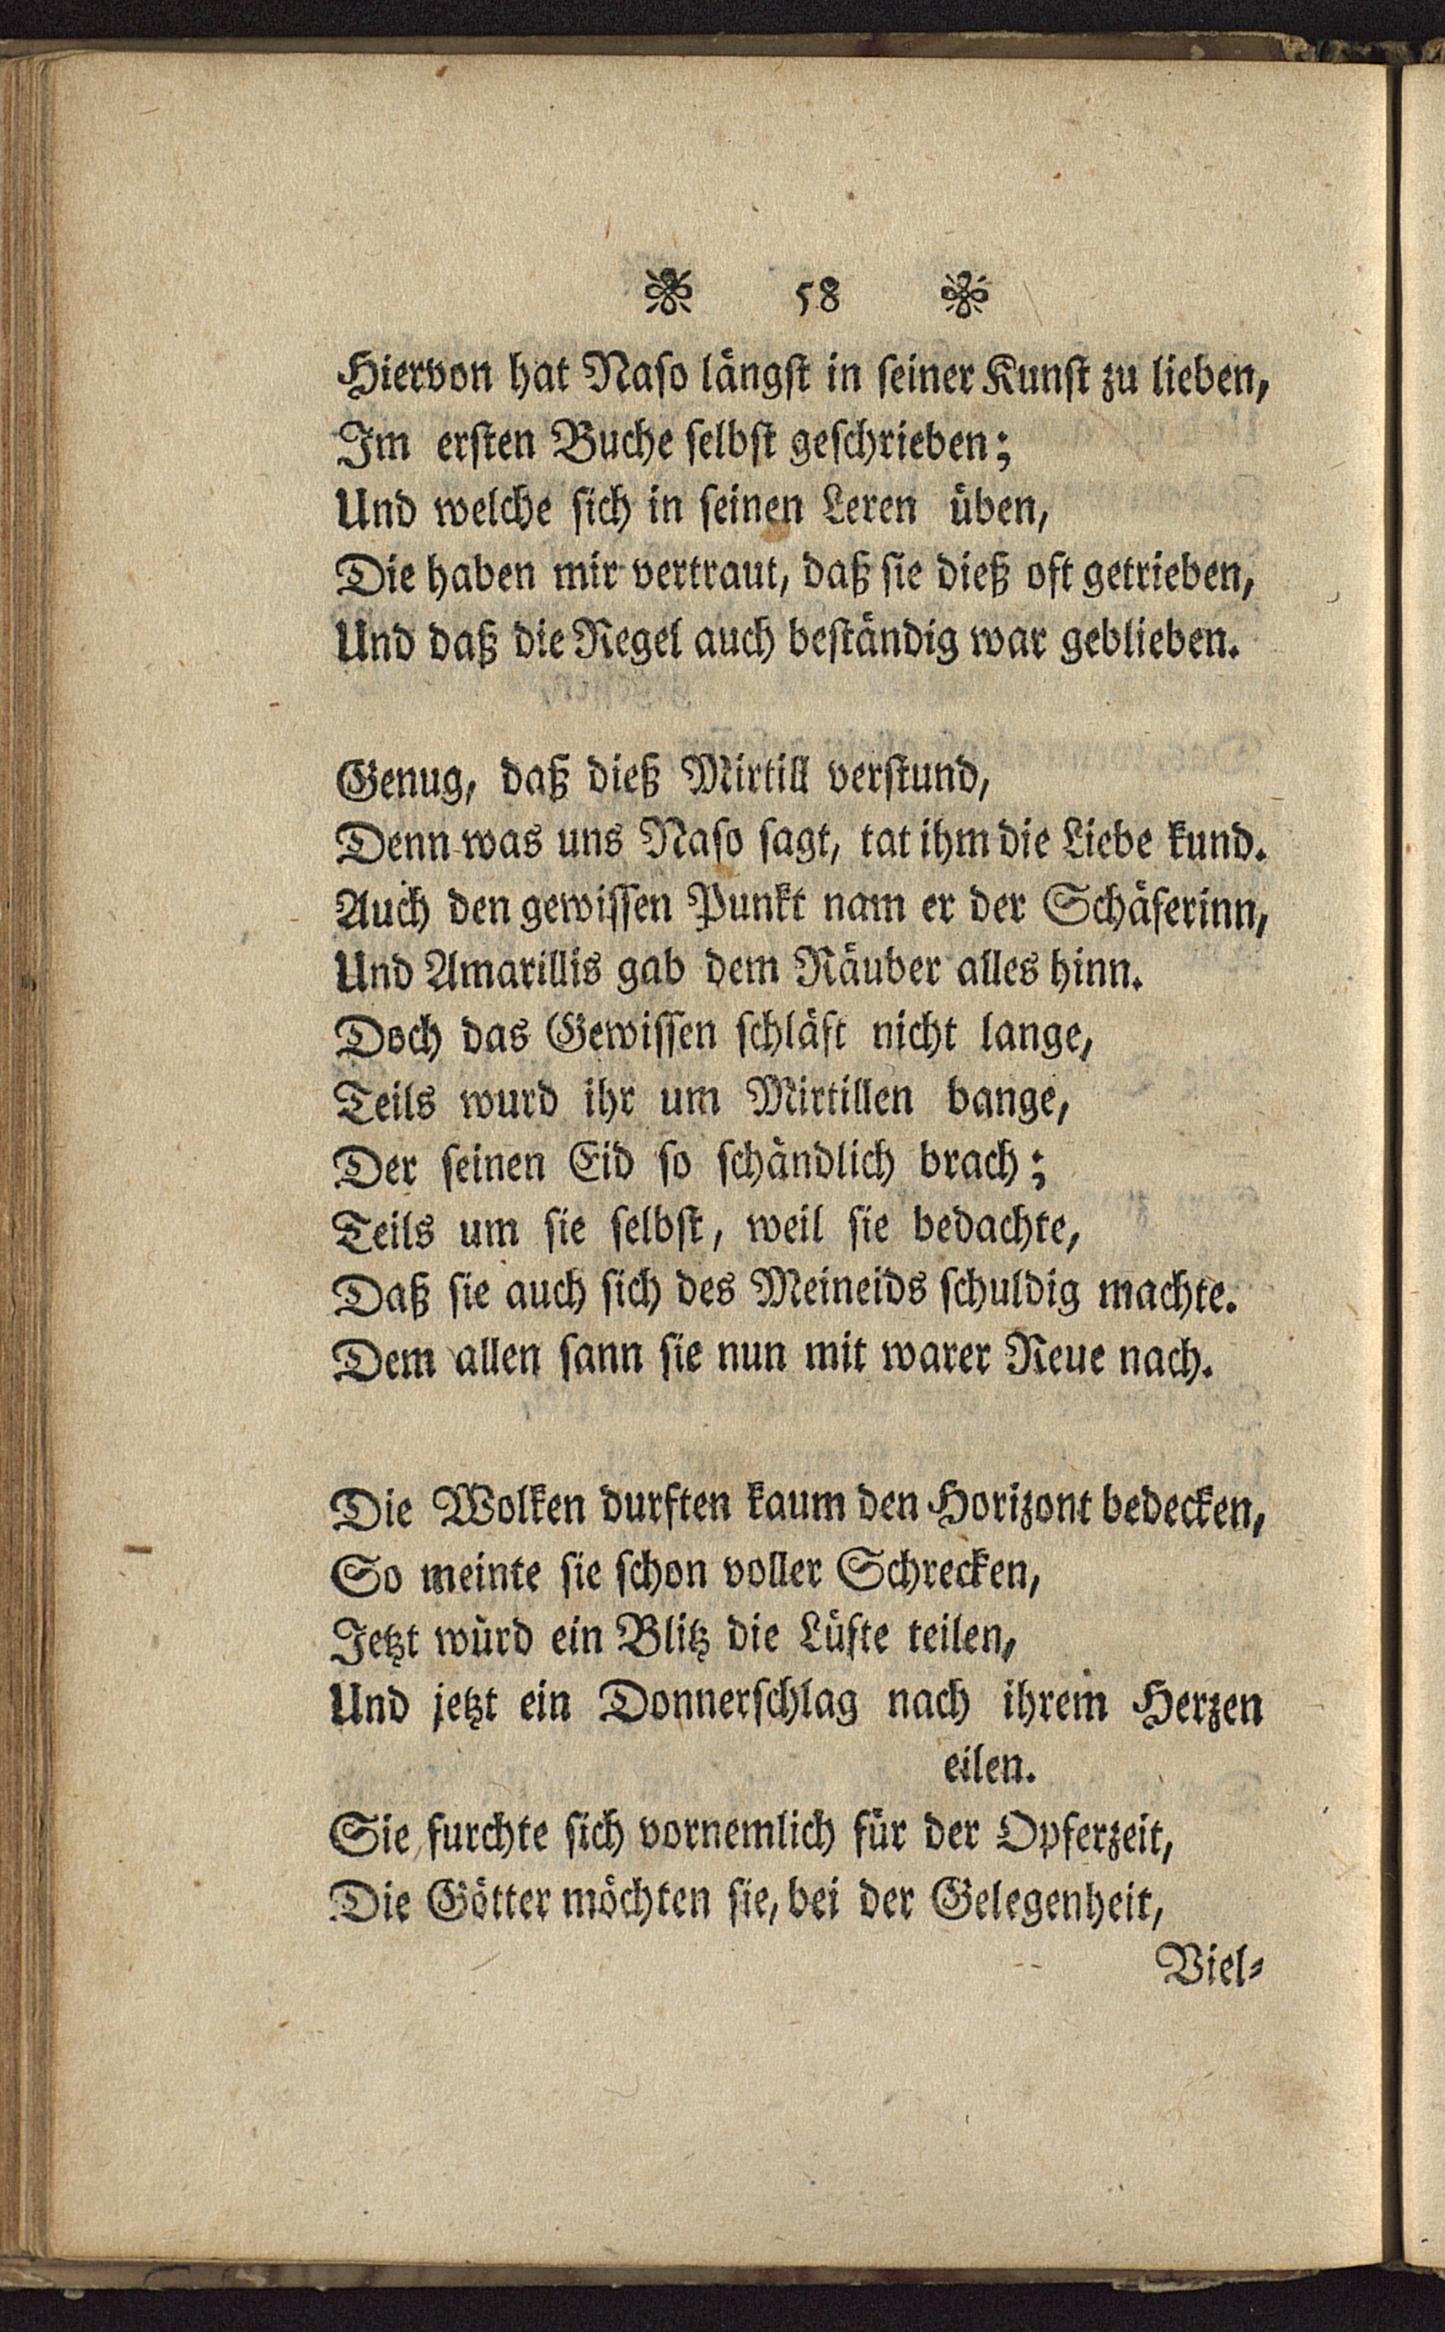 58
Hiervon hat Naso längst in seiner Kunst zu lieben,
Im ersten Buche selbst geschrieben;
Und welche sich in seinen Leren üben,
Die haben mir vertraut, daß sie dieß oft getrieben,
Und daß die Regel auch beständig war geblieben.
Genug, daß dieß Mirtill verstund,
Denn was uns Naso sagt, tat ihm die Liebe kund.
Auch den gewissen Punkt nam er der Schäferinn,
Und Amarillis gab dem Räuber alles hinn.
Doch das Gewissen schläft nicht lange,
Teils wurd ihr um Mirtillen bange,
Der seinen Eid so schändlich brach;
Teils um sie selbst, weil sie bedachte,
Daß sie auch sich des Meineids schuldig machte.
Dem allen sann sie nun mit warer Reue nach.
Die Wolken durften kaum den Horizont bedecken,
So meinte sie schon voller Schrecken,
Jetzt würd ein Blitz die Lüfte teilen,
Und jetzt ein Donnerschlag nach ihrem Herzen
eilen.
Sie furchte sich vornemlich für der Opferzeit,
Die Götter möchten sie, bei der Gelegenheit,
Viel-